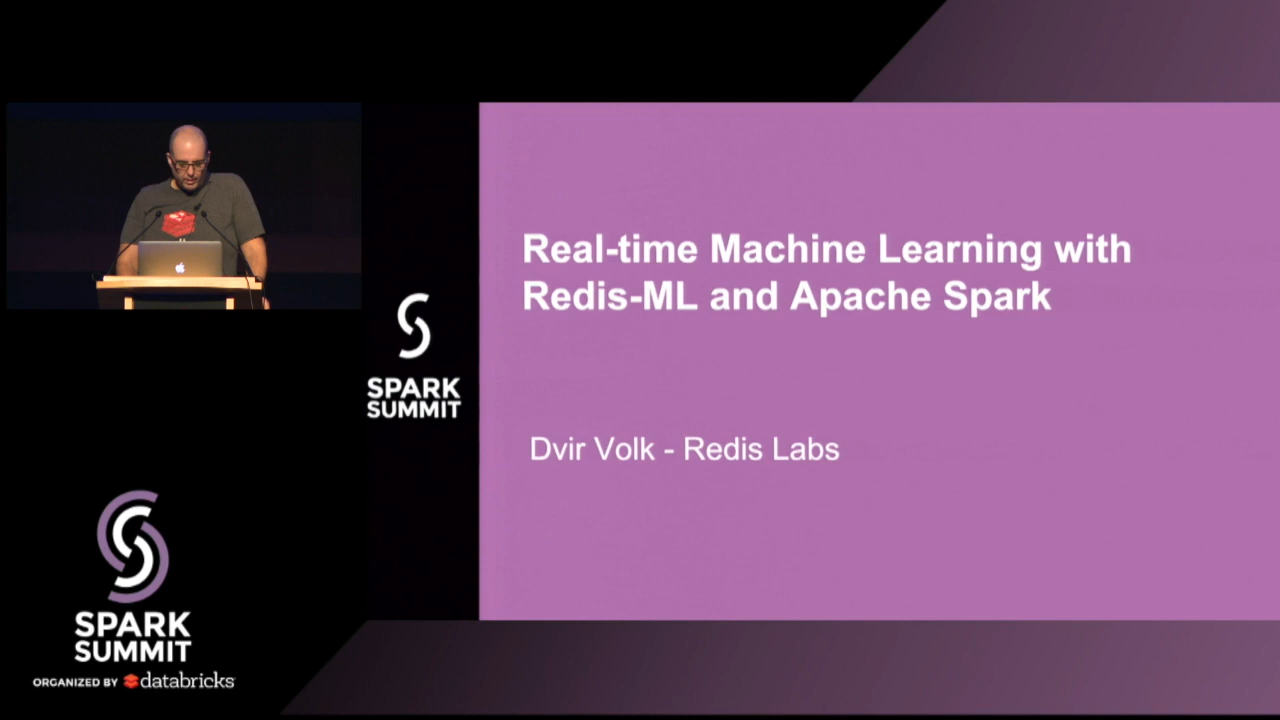 Real-time Machine Learning with
Redis-ML and Apache Spark
Dvir Volk - Redis Labs
SPARK
SUMMIT
SPARK
SUMMIT
ORGANIZED BY databricks